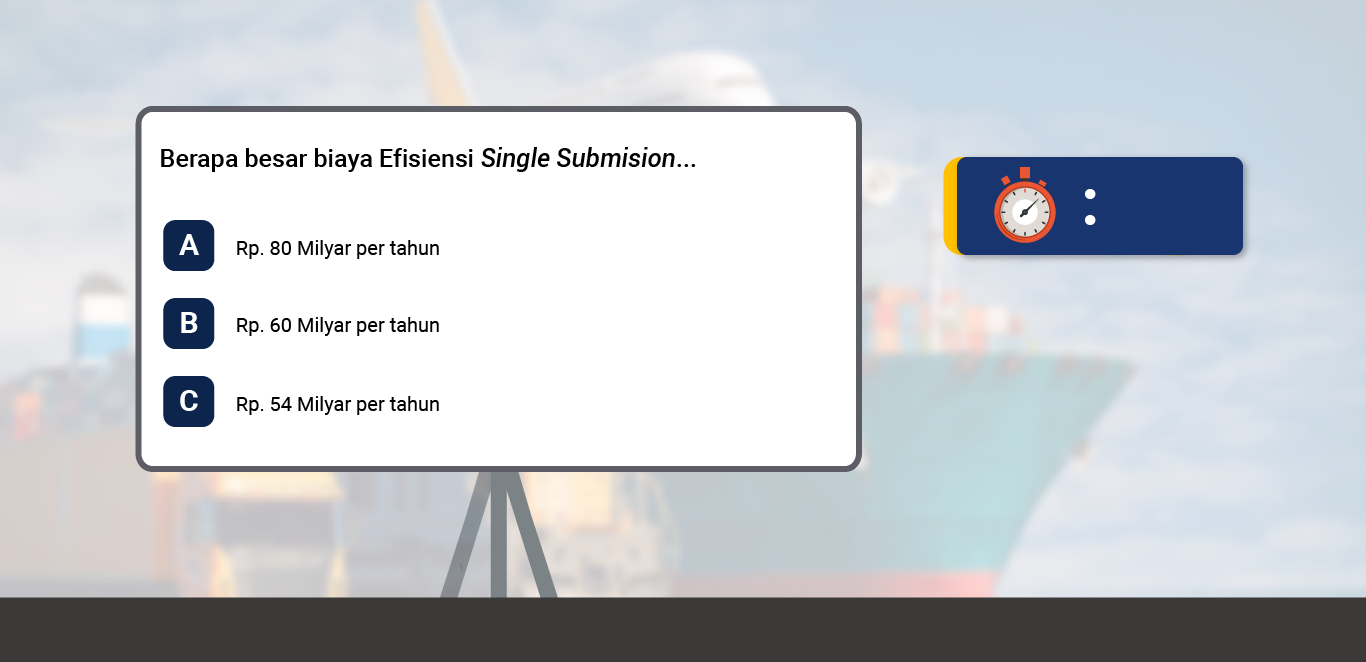 Berapa besar biaya Efisiensi Single Submision...
A Rp. 80 Milyar per tahun
B Rp. 60 Milyar per tahun
C Rp. 54 Milyar per tahun
: